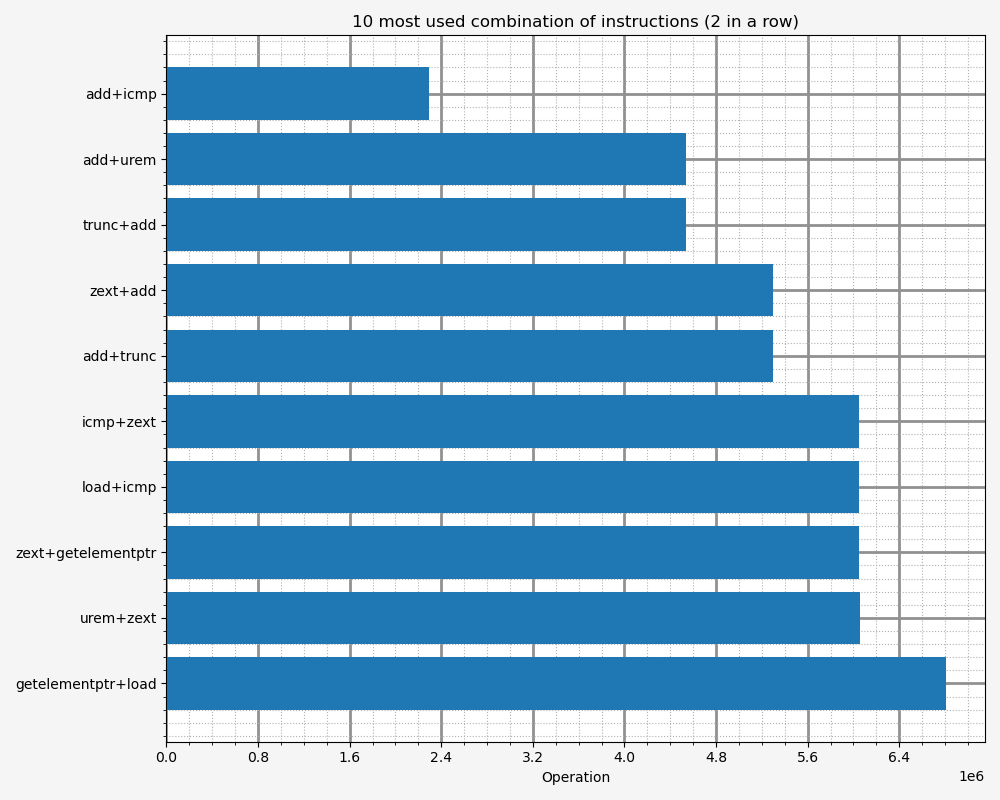 10 most used combination of instructions (2 in a row)
add+icmp
add+urem
trunc+add
zext+add
add+trunc
icmp+zext
load+icmp
zext+getelementptr
urem+zext
getelementptr+load
0.0 0.8 1.6 2.4 3.2 4.0 4.8 5.6 6.4
Operation
1e6